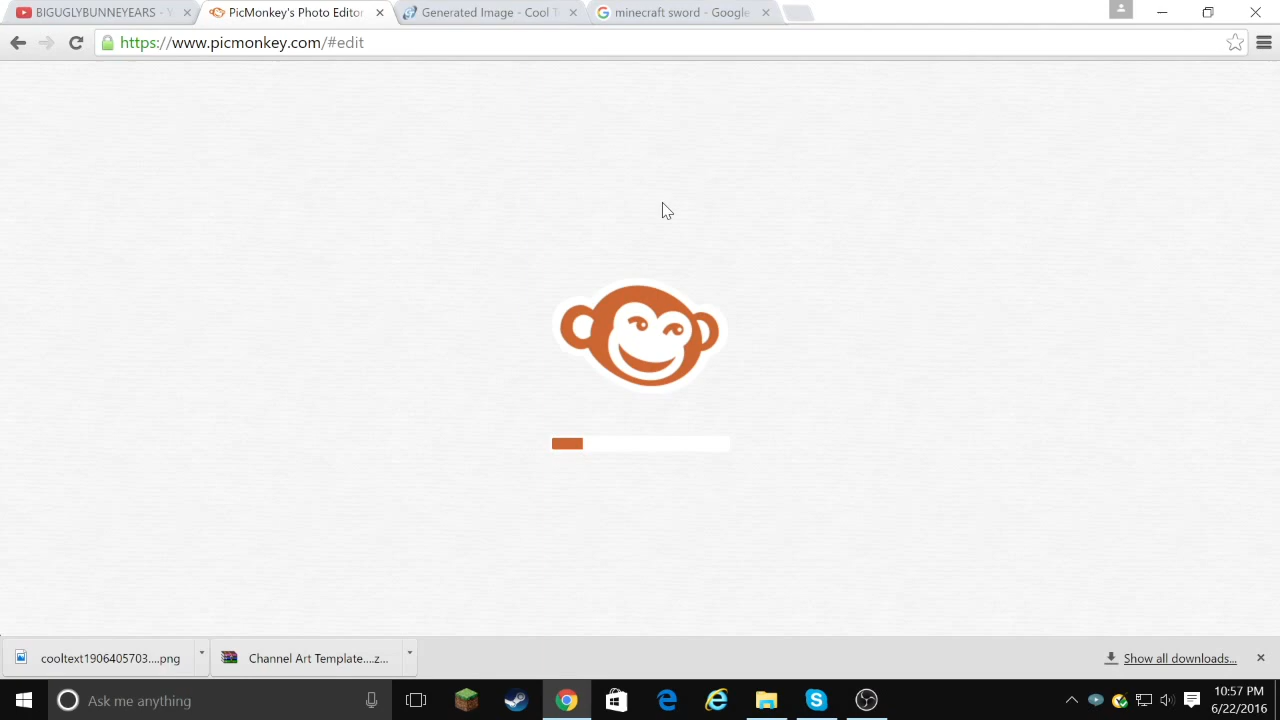 BIGUGLYBUNNEYEARS - Y
PicMonkey's Photo Editor
Generated Image - Cool T
minecraft sword - Google
https://www.picmonkey.com/#edit
cooltext1906405703....png
Channel Art Template....z...
Show all downloads...
Ask me anything
10:57 PM
6/22/2016